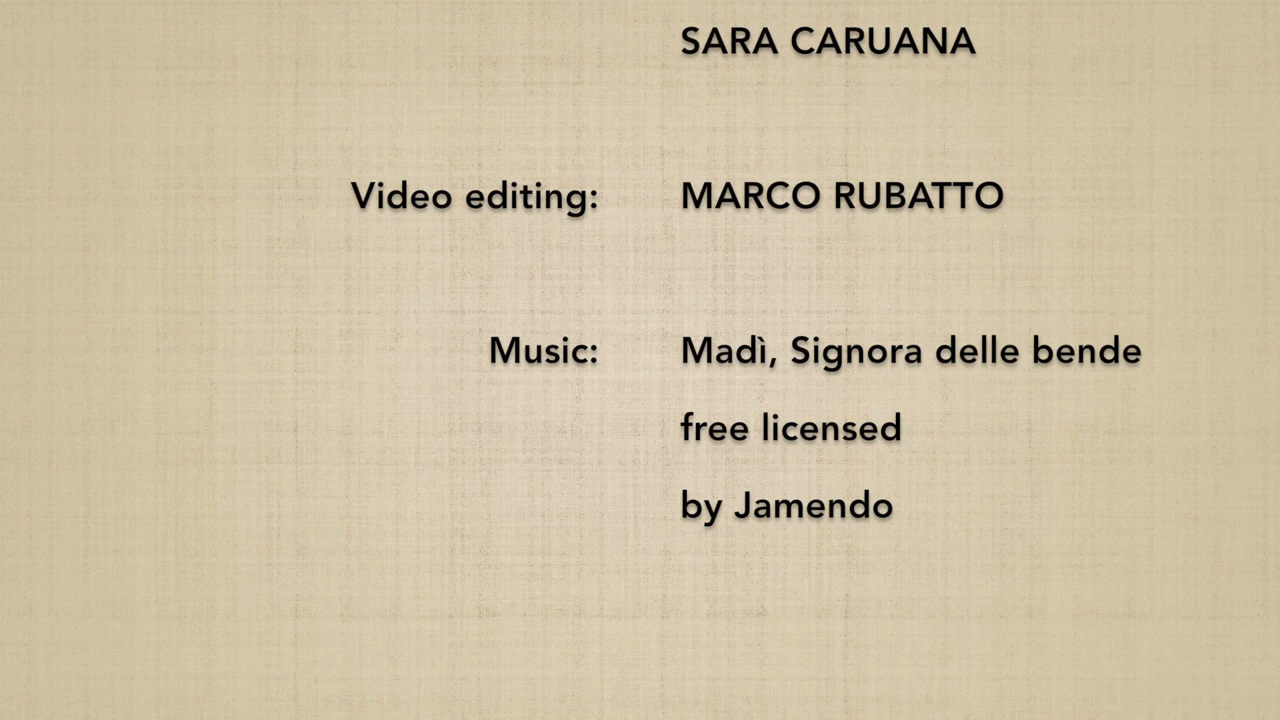 SARA CARUANA
Video editing: MARCO RUBATTO
Music: Madì, Signora delle bende
free licensed
by Jamendo